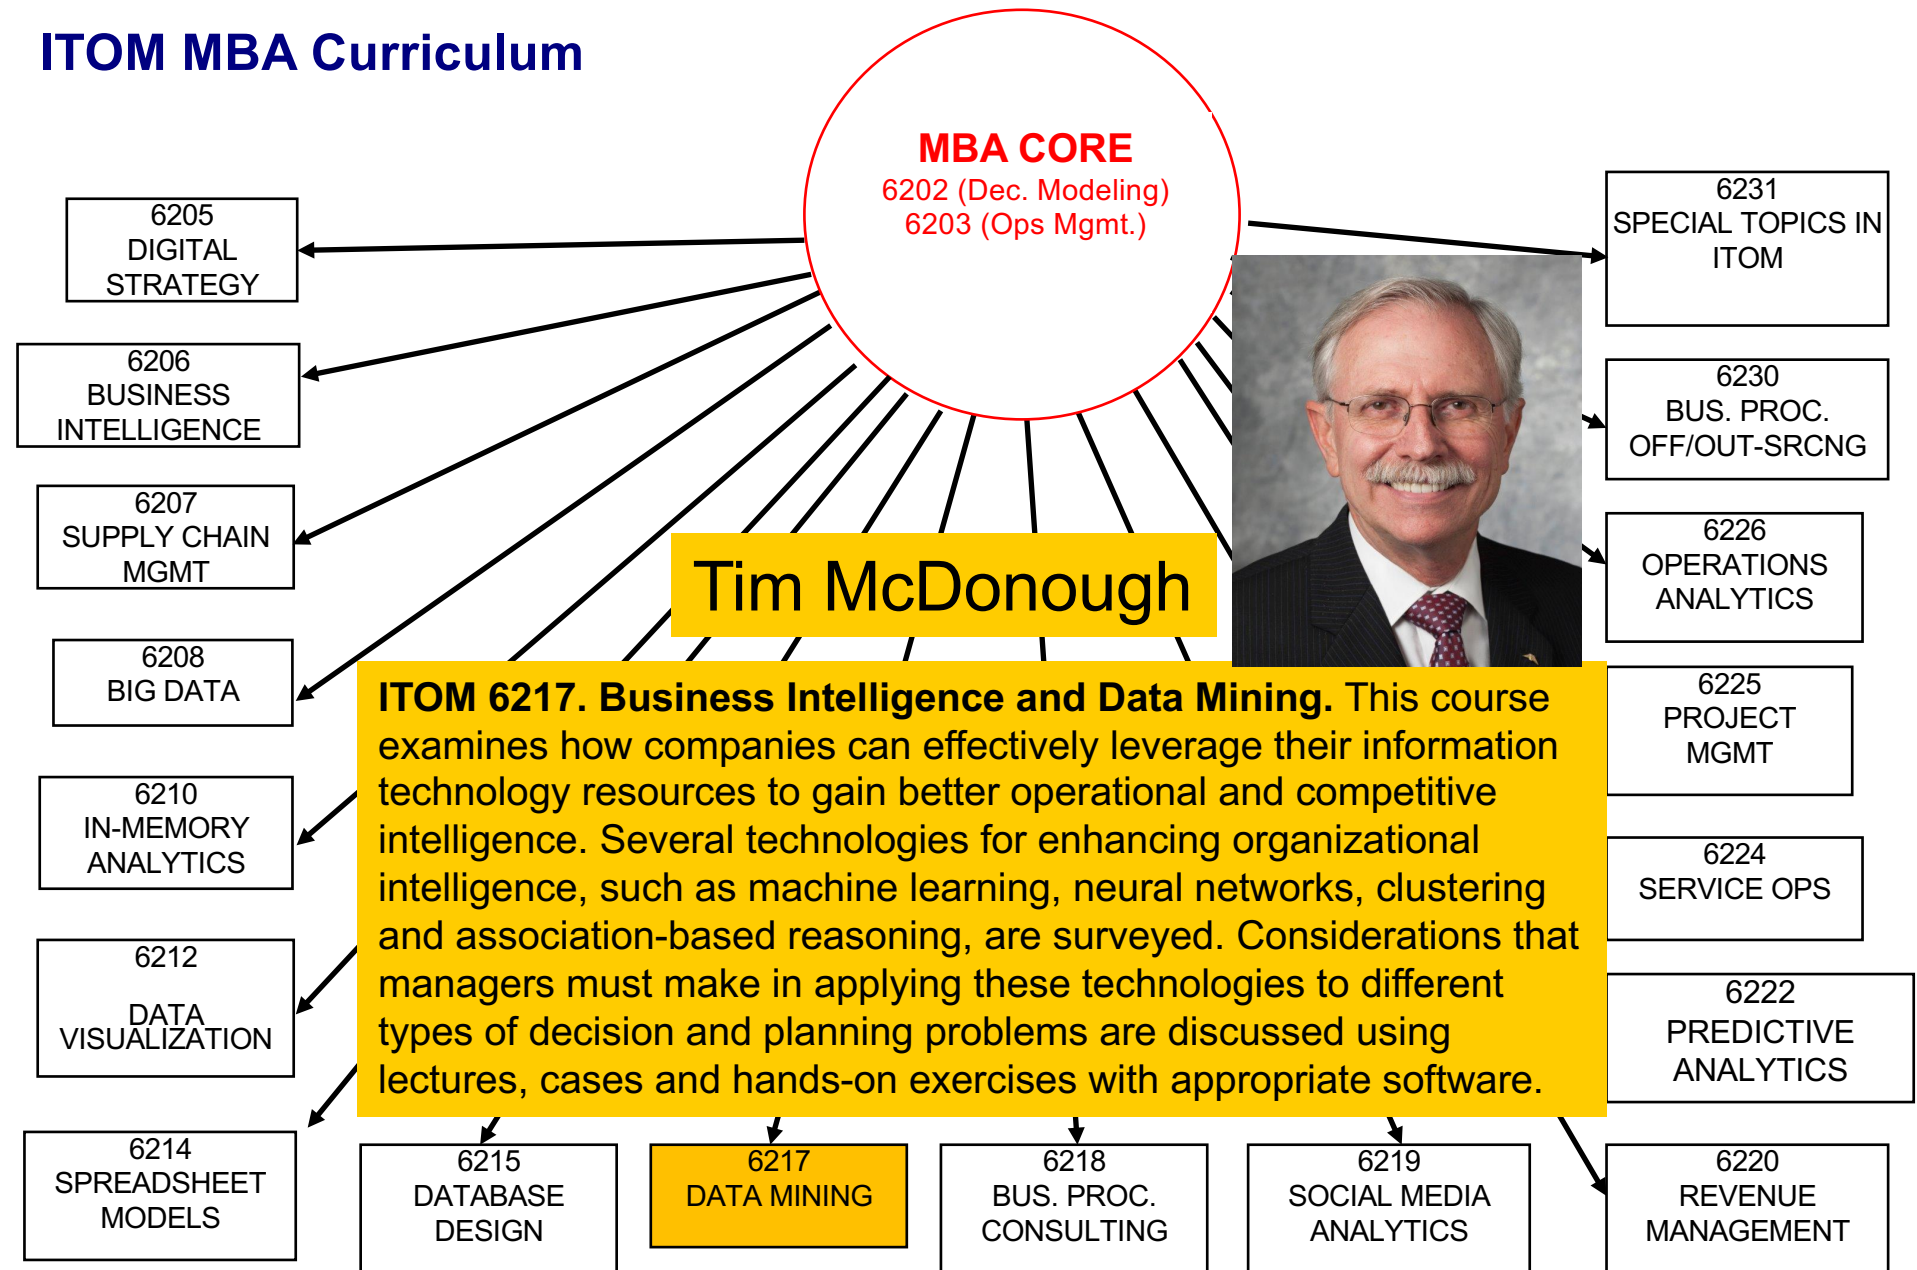 ITOM MBA Curriculum
MBA CORE
6202 (Dec. Modeling)
6203 (Ops Mgmt.)
6205
DIGITAL
STRATEGY
6206
BUSINESS
INTELLIGENCE
6207
SUPPLY CHAIN
MGMT
6208
BIG DATA
6210
IN-MEMORY
ANALYTICS
6212
DATA
VISUALIZATION
6214
SPREADSHEET
MODELS
6215
DATABASE
DESIGN
6217
DATA MINING
6218
BUS. PROC.
CONSULTING
6219
SOCIAL MEDIA
ANALYTICS
6220
REVENUE
MANAGEMENT
6222
PREDICTIVE
ANALYTICS
6224
SERVICE OPS
6225
PROJECT
MGMT
6226
OPERATIONS
ANALYTICS
6230
BUS. PROC.
OFF/OUT-SRCNG
6231
SPECIAL TOPICS IN
ITOM
Tim McDonough
ITOM 6217. Business Intelligence and Data Mining. This course
examines how companies can effectively leverage their information
technology resources to gain better operational and competitive
intelligence. Several technologies for enhancing organizational
intelligence, such as machine learning, neural networks, clustering
and association-based reasoning, are surveyed. Considerations that
managers must make in applying these technologies to different
types of decision and planning problems are discussed using
lectures, cases and hands-on exercises with appropriate software.